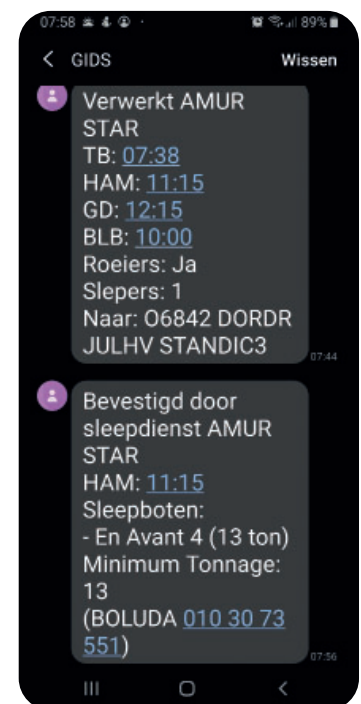 07:58 89%
GIDS Wissen
Verwerkt AMUR
STAR
TB: 07:38
HAM: 11:15
GD: 12:15
BLB: 10:00
Roeiers: Ja
Slepers: 1
Naar: O6842 DORDR
JULHV STANDIC3
07:44
Bevestigd door
sleepdienst AMUR
STAR
HAM: 11:15
Sleepboten:
- En Avant 4 (13 ton)
Minimum Tonnage:
13
(BOLUDA 010 30 73
551)
07:56